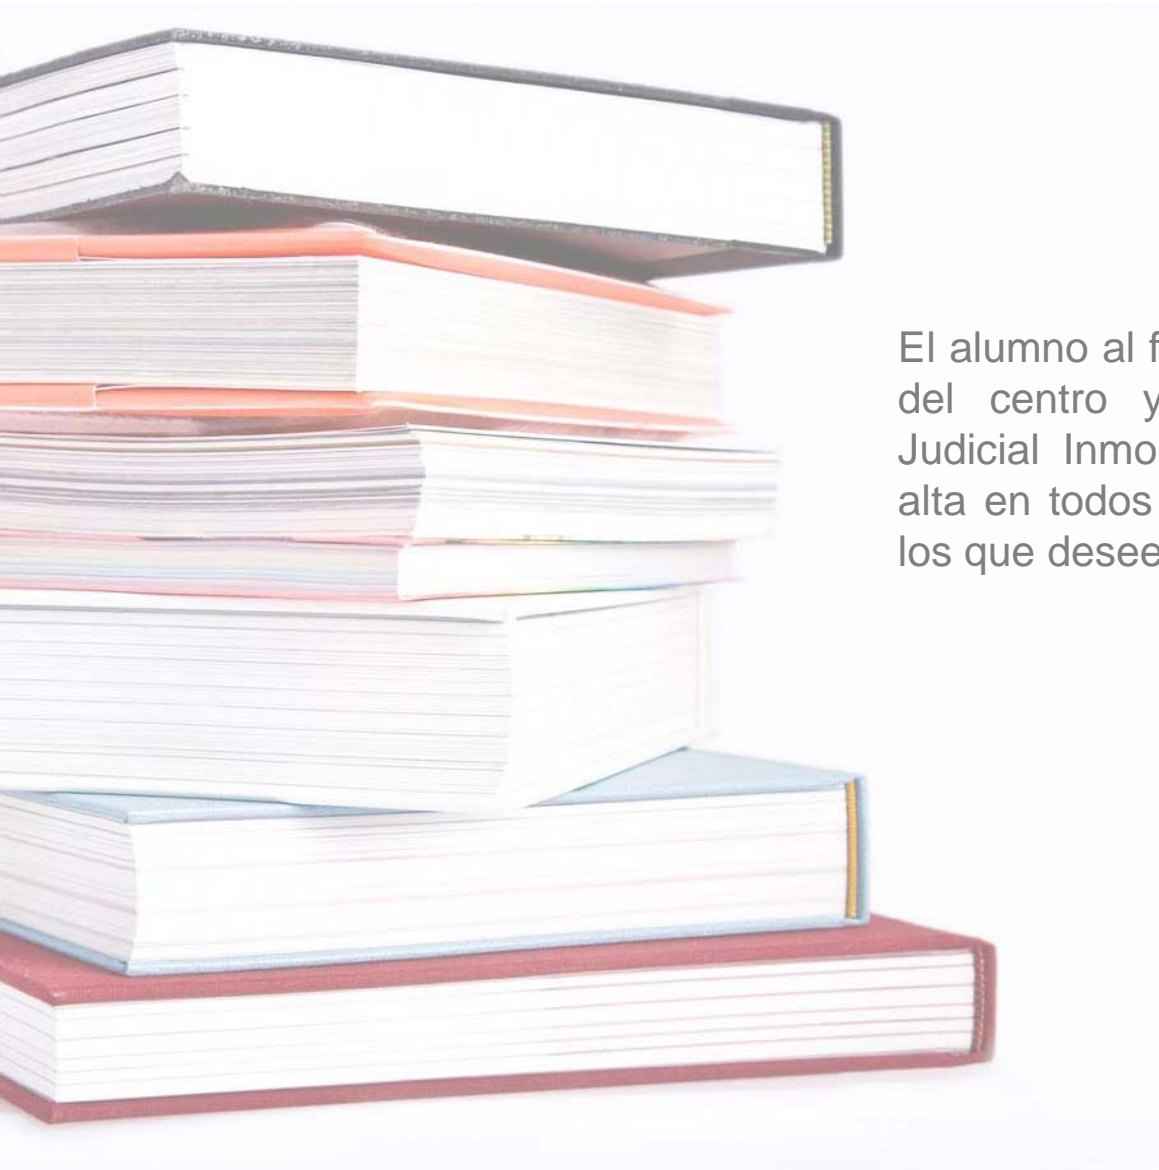 El alumno al f
del centro y
Judicial Inmo
alta en todos
los que desee